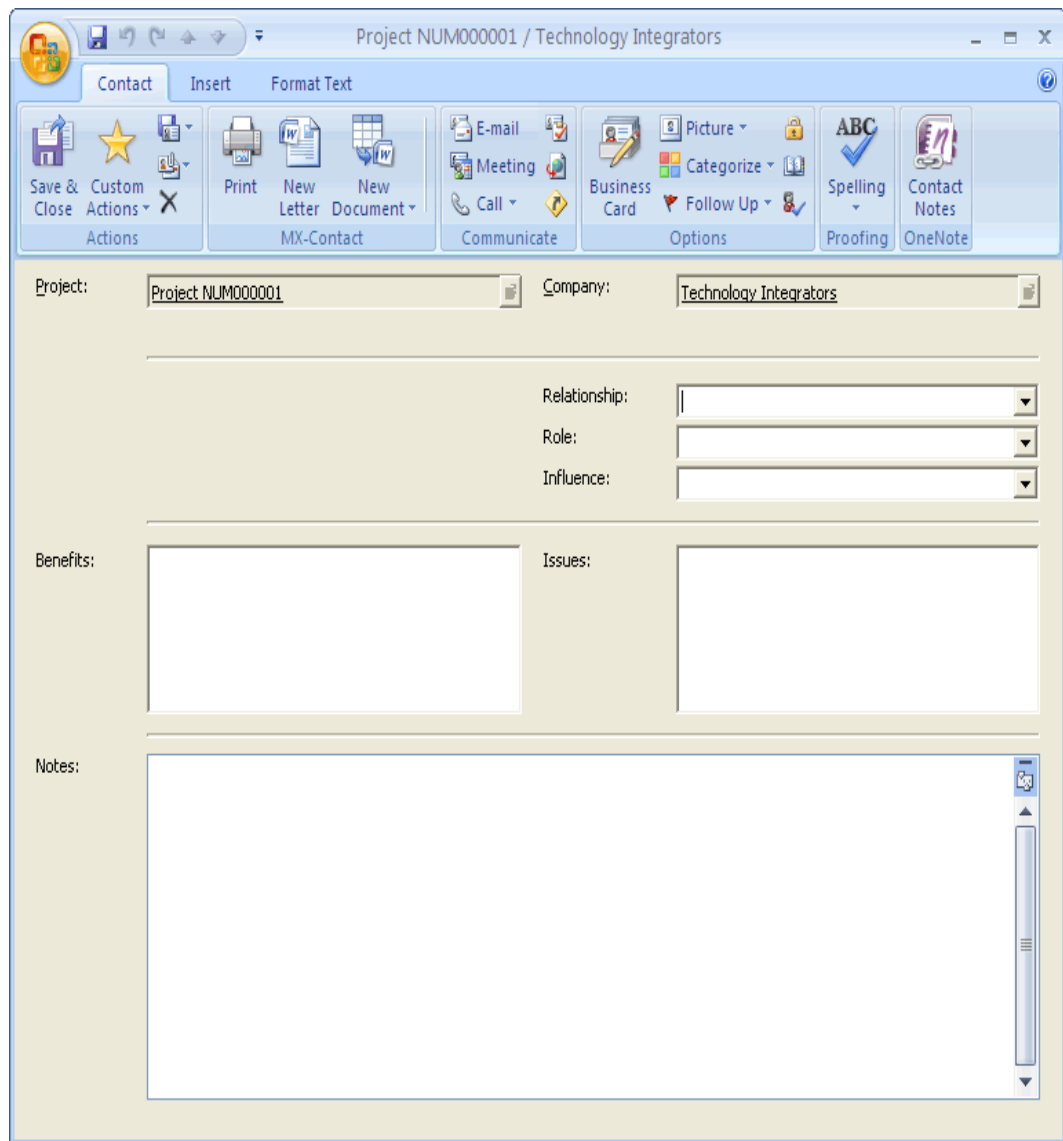 Project NUM000001 / Technology Integrators
Contact Insert Format Text
Save & Close
Custom Actions
Print
New Letter
New Document
E-mail
Meeting
Call
Business Card
Picture
Categorize
Follow Up
ABC
Spelling
Contact Notes
Actions MX-Contact Communicate Options Proofing OneNote
Project: Project NUM000001 Company: Technology Integrators
Relationship:
Role:
Influence:
Benefits: Issues:
Notes: